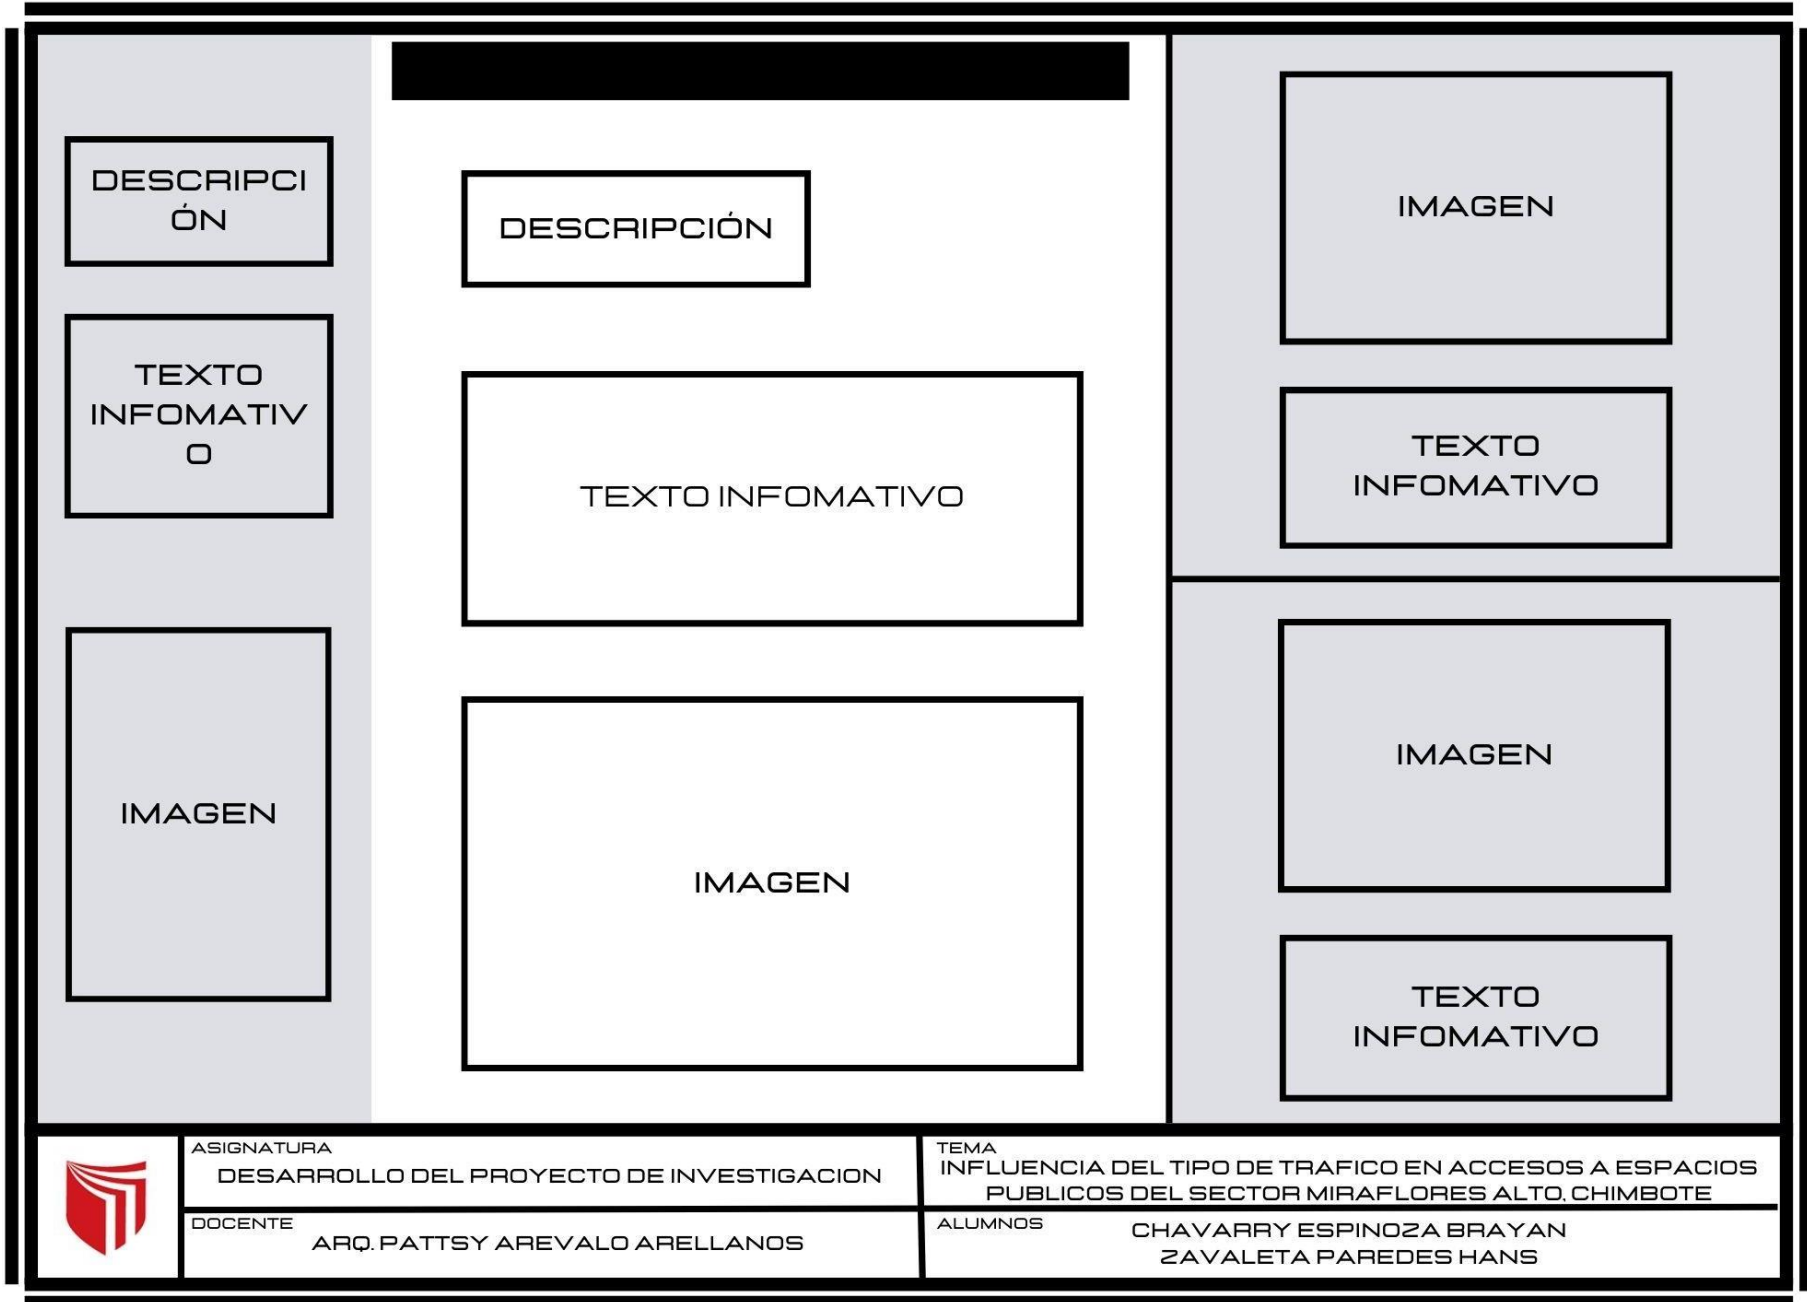 DESCRIPCI
ÓN
TEXTO
INFOMATIV
O
IMAGEN
DESCRIPCIÓN
TEXTO INFOMATIVO
IMAGEN
IMAGEN
TEXTO
INFOMATIVO
IMAGEN
TEXTO
INFOMATIVO
ASIGNATURA
DESARROLLO DEL PROYECTO DE INVESTIGACION
TEMA
INFLUENCIA DEL TIPO DE TRAFICO EN ACCESOS A ESPACIOS
PUBLICOS DEL SECTOR MIRAFLORES ALTO, CHIMBOTE
DOCENTE
ARQ. PATTSY AREVALO ARELLANOS
ALUMNOS
CHAVARRY ESPINOZA BRAYAN
ZAVALETA PAREDES HANS